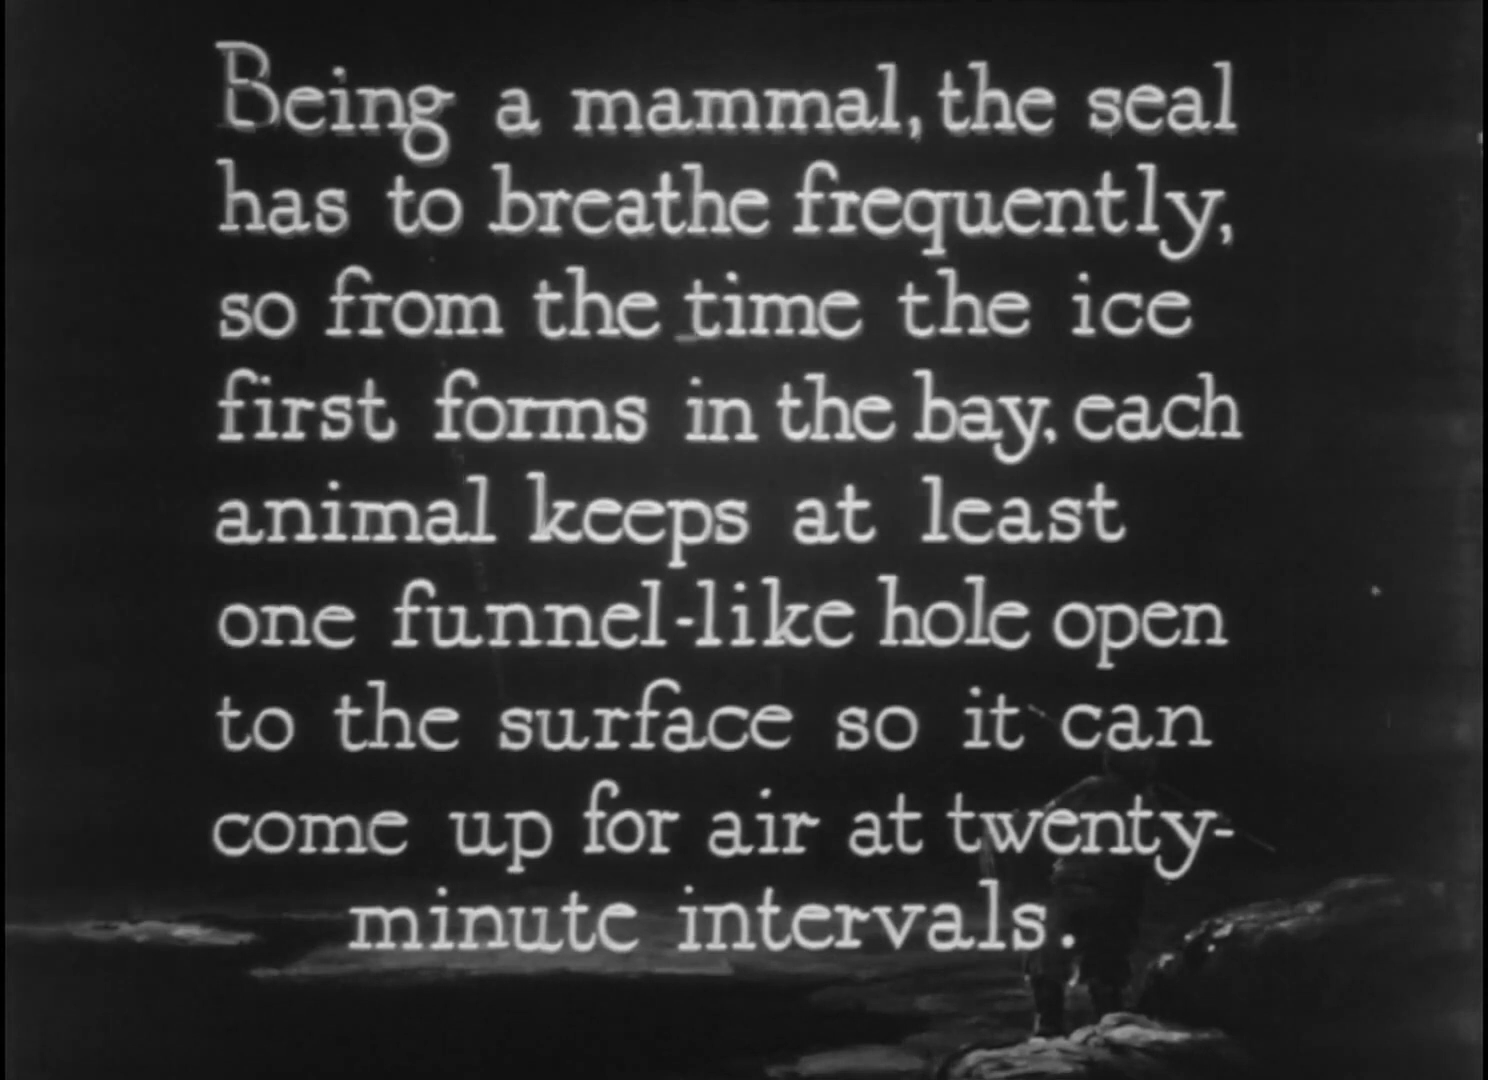 Being a mammal, the seal
has to breathe frequently,
so from the time the ice
first forms in the bay, each
animal keeps at least
one funnel-like hole open
to the surface so it can
come up for air at twenty-
minute intervals.